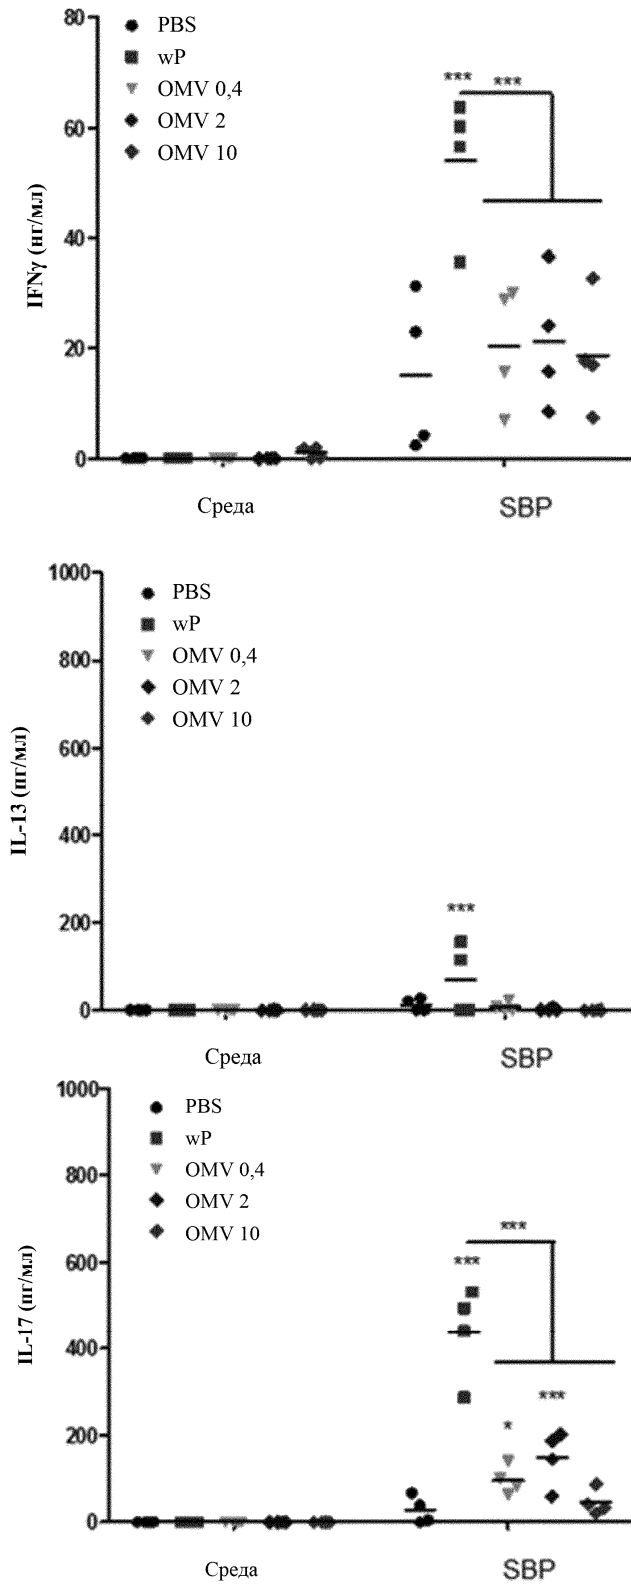 80
60
40
20
0
IFNγ (нг/мл)
PBS
wP
OMV 0,4
OMV 2
OMV 10
***
***
Среда
SBP
1000
800
600
400
200
0
IL-13 (пг/мл)
PBS
wP
OMV 0,4
OMV 2
OMV 10
***
Среда
SBP
1000
800
600
400
200
0
IL-17 (пг/мл)
PBS
wP
OMV 0,4
OMV 2
OMV 10
***
***
*
***
Среда
SBP